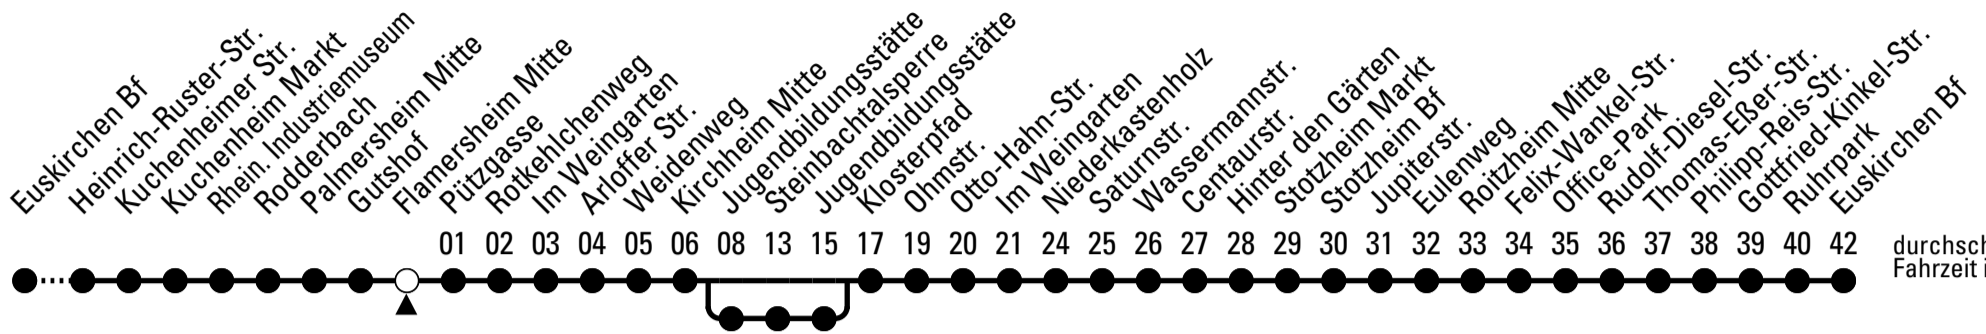 Euskirchen Bf
Heinrich-Ruster-Str.
Kuchenheimer Str.
Kuchenheim Markt
Rhein. Industriemuseum
Rodderbach
Palmersheim Mitte
Gutshof
Flamersheim Mitte
Pützgasse
Rotkehlchenweg
Im Weingarten
Arloffer Str.
Weidenweg
Kirchheim Mitte
Jugendbildungsstätte
Steinbachtalsperre
Jugendbildungsstätte
Klosterpfad
Ohmstr.
Otto-Hahn-Str.
Im Weingarten
Niederkastenholz
Saturnstr.
Wassermannstr.
Centaurstr.
Hinter den Gärten
Stotzheim Markt
Stotzheim Bf
Jupiterstr.
Eulenweg
Roitzheim Mitte
Felix-Wankel-Str.
Office-Park
Rudolf-Diesel-Str.
Thomas-Eßer-Str.
Philipp-Reis-Str.
Gottfried-Kinkel-Str.
Ruhrpark
Euskirchen Bf
01 02 03 04 05 06 08 13 15 17 19 20 21 24 25 26 27 28 29 30 31 32 33 34 35 36 37 38 39 40 42
durchsch
Fahrzeit i